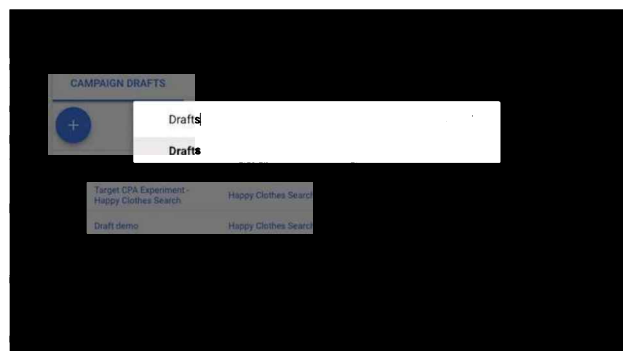 CAMPAIGN DRAFTS
+
Drafts
Drafts
Target CPA Experiment -
Happy Clothes Search
Happy Clothes Search
Draft demo
Happy Clothes Search